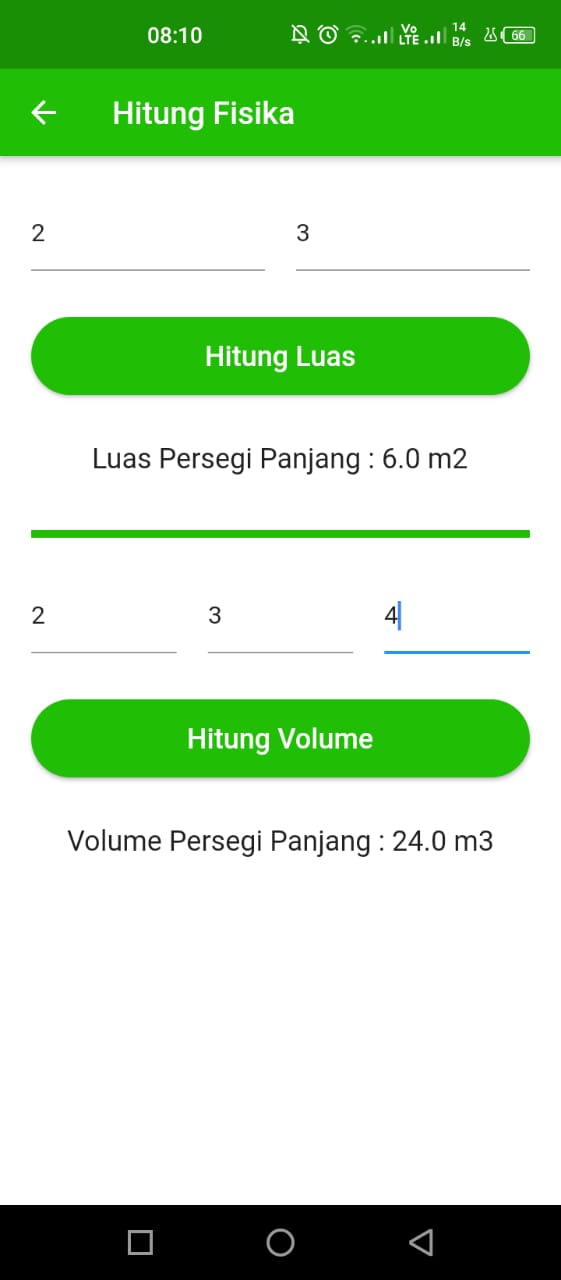 08:10 Vo LTE 14 B/s 66
Hitung Fisika
2 3
Hitung Luas
Luas Persegi Panjang : 6.0 m2
2 3 4
Hitung Volume
Volume Persegi Panjang : 24.0 m3